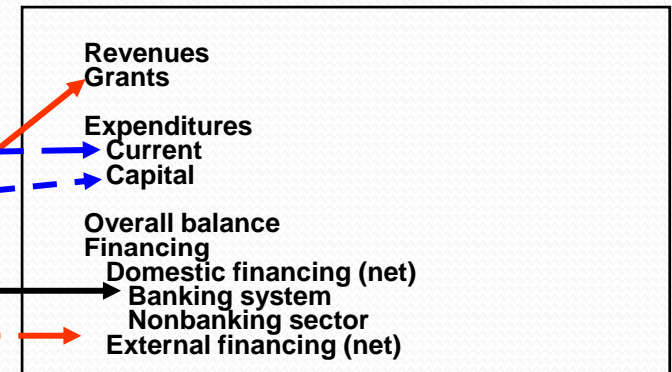 Revenues
Grants
Expenditures
Current
Capital
Overall balance
Financing
Domestic financing (net)
Banking system
Nonbanking sector
External financing (net)